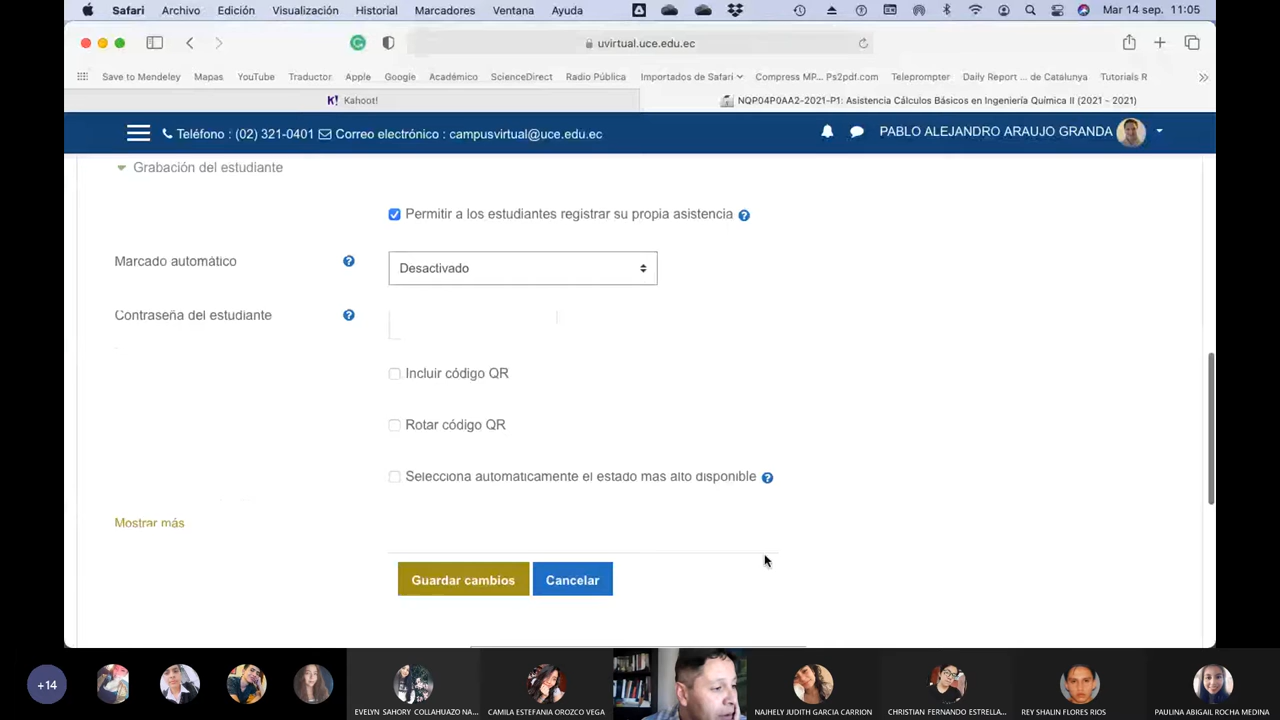 Safari Archivo Edición Visualización Historial Marcadores Ventana Ayuda Mar 14 sep. 11:05
uvirtual.uce.edu.ec
Save to Mendeley Mapas YouTube Traductor Apple Google Académico ScienceDirect Radio Pública Importados de Safari Compress MP... Ps2pdf.com Teleprompter Daily Report ... de Catalunya Tutorials R
K! Kahoot! NQP04P0AA2-2021-P1: Asistencia Cálculos Básicos en Ingeniería Química II (2021 - 2021)
Teléfono : (02) 321-0401 Correo electrónico : campusvirtual@uce.edu.ec PABLO ALEJANDRO ARAUJO GRANDA
Grabación del estudiante
Permitir a los estudiantes registrar su propia asistencia ?
Marcado automático ? Desactivado
Contraseña del estudiante ?
Incluir código QR
Rotar código QR
Selecciona automaticamente el estado mas alto disponible ?
Mostrar más
Guardar cambios Cancelar
+14 EVELYN SAHORY COLLAHUAZO NA... CAMILA ESTEFANIA OROZCO VEGA NAJHELY JUDITH GARCIA CARRION CHRISTIAN FERNANDO ESTRELLA... REY SHALIN FLORES RIOS PAULINA ABIGAIL ROCHA MEDINA